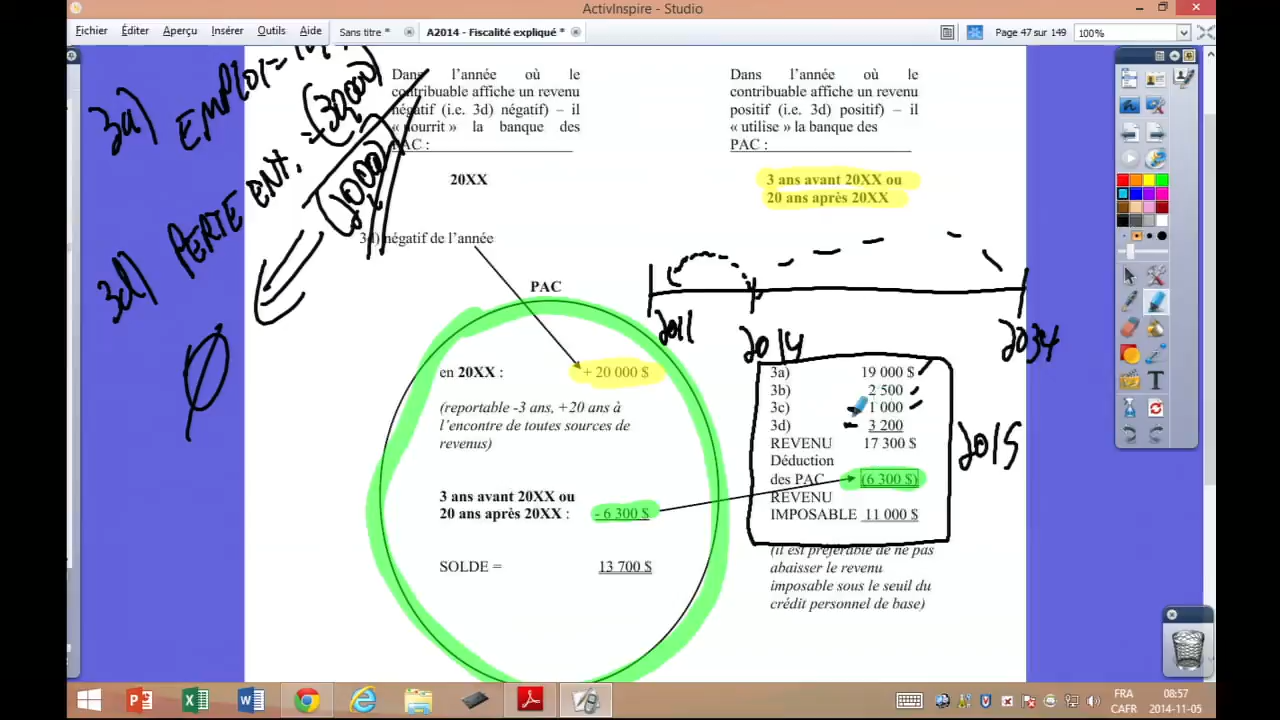 ActivInspire - Studio
Fichier Éditer Aperçu Insérer Outils Aide
Sans titre *
A2014 - Fiscalité expliqué *
Page 47 sur 149
100%
3a) EMPLOI=
3d) PERTE ENT.
Dans l'année où le
contribuable affiche un revenu
négatif (i.e. 3d) négatif) – il
« nourrit » la banque des
PAC :
20XX
3d) négatif de l'année
Dans l'année où le
contribuable affiche un revenu
positif (i.e. 3d) positif) – il
« utilise » la banque des
PAC :
3 ans avant 20XX ou
20 ans après 20XX
2011
2014
2034
PAC
en 20XX : + 20 000 $
(reportable -3 ans, +20 ans à
l'encontre de toutes sources de
revenus)
3 ans avant 20XX ou
20 ans après 20XX : - 6 300 $
SOLDE = 13 700 $
3a) 19 000 $
3b) 2 500
3c) 1 000
3d) 3 200
REVENU 17 300 $
Déduction
des PAC (6 300 $)
REVENU
IMPOSABLE 11 000 $
2015
(il est préférable de ne pas
abaisser le revenu
imposable sous le seuil du
crédit personnel de base)
FRA
CAFR
08:57
2014-11-05